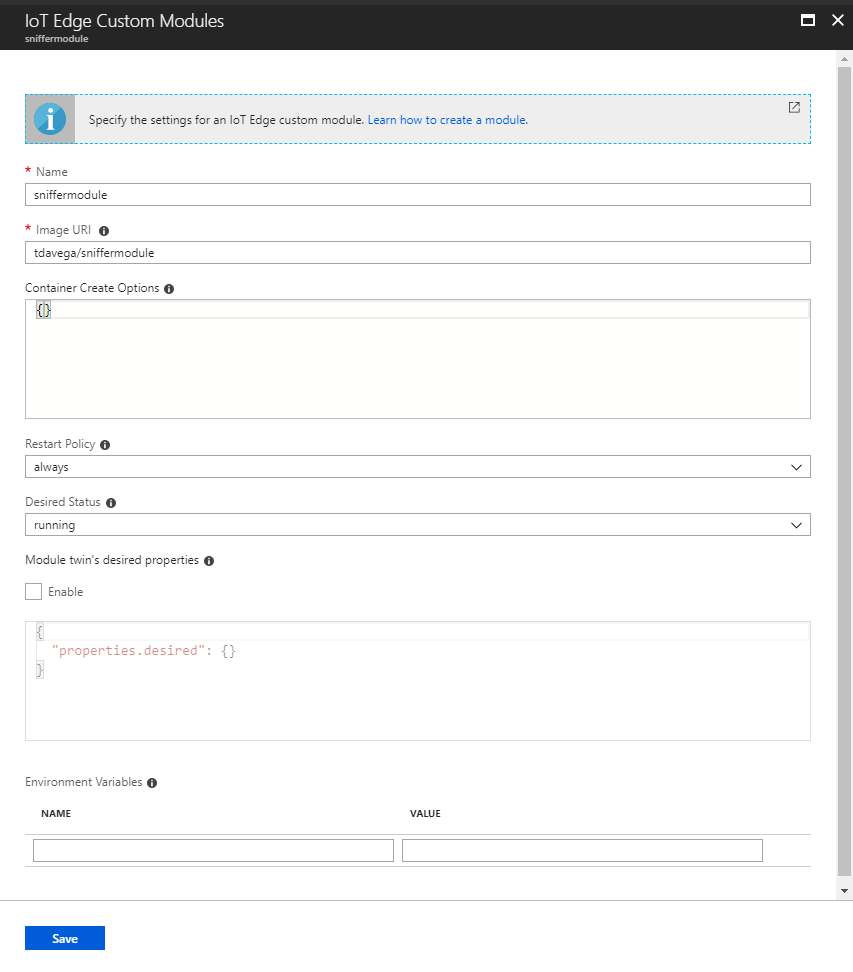 IoT Edge Custom Modules
sniffermodule
Specify the settings for an IoT Edge custom module. Learn how to create a module.
* Name
sniffermodule
* Image URI
tdavega/sniffermodule
Container Create Options
{}
Restart Policy
always
Desired Status
running
Module twin's desired properties
Enable
{
"properties.desired": {}
}
Environment Variables
NAME VALUE
Save